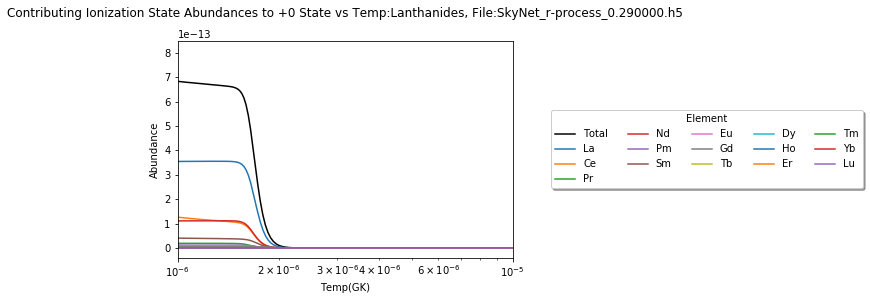 Contributing Ionization State Abundances to +0 State vs Temp:Lanthanides, File:SkyNet_r-process_0.290000.h5
1e−13
8
7
6
5
4
3
2
1
0
Abundance
10⁻⁶
2 × 10⁻⁶
3 × 10⁻⁶
4 × 10⁻⁶
6 × 10⁻⁶
10⁻⁵
Temp(GK)
Element
Total Nd Eu Dy Tm
La Pm Gd Ho Yb
Ce Sm Tb Er Lu
Pr